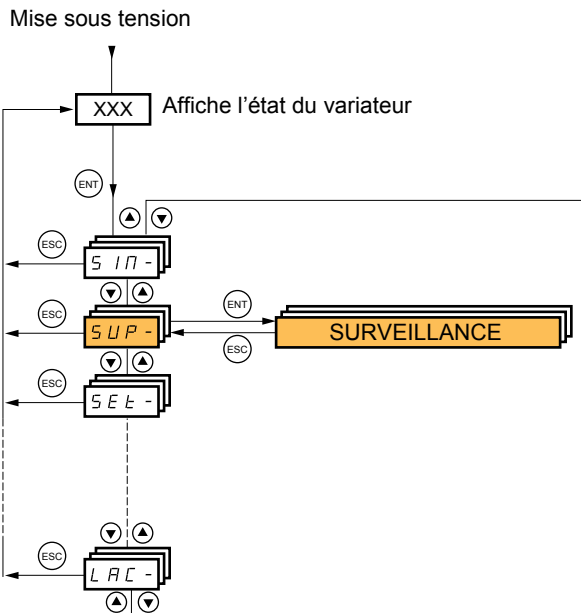 Mise sous tension
XXX Affiche l'état du variateur
ENT
ESC
SIM-
ESC
SUP-
ENT
ESC
SURVEILLANCE
ESC
SEt-
ESC
LAC-